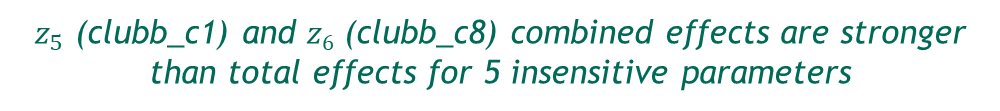 z₅ (clubb_c1) and z₆ (clubb_c8) combined effects are stronger
than total effects for 5 insensitive parameters